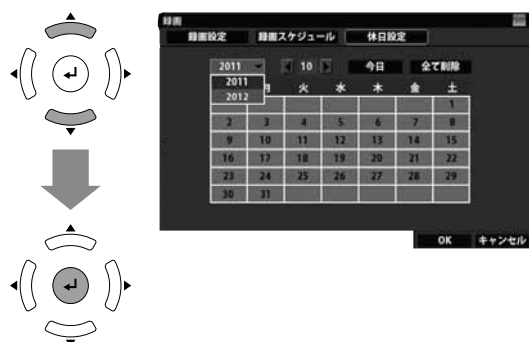 録画
録画設定 録画スケジュール 休日設定
2011 10 今日 全て削除
2011
2012
月 火 水 木 金 土
1
2 3 4 5 6 7 8
9 10 11 12 13 14 15
16 17 18 19 20 21 22
23 24 25 26 27 28 29
30 31
OK キャンセル